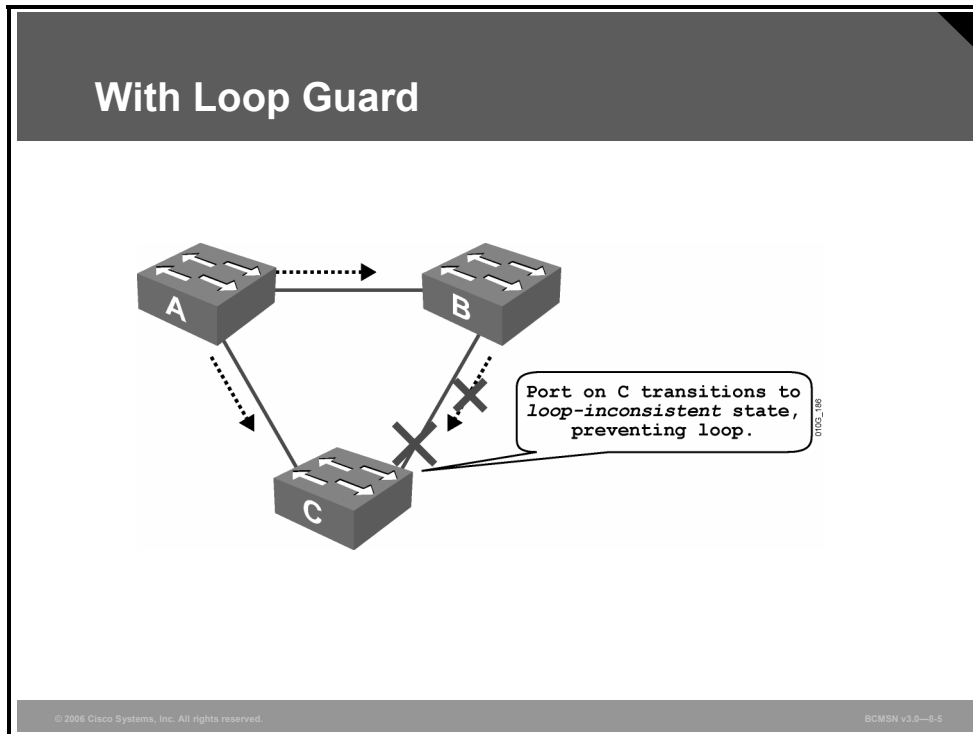 With Loop Guard
A
B
Port on C transitions to
loop-inconsistent state,
preventing loop.
010G_186
C
© 2006 Cisco Systems, Inc. All rights reserved.
BCMSN v3.0—8-5